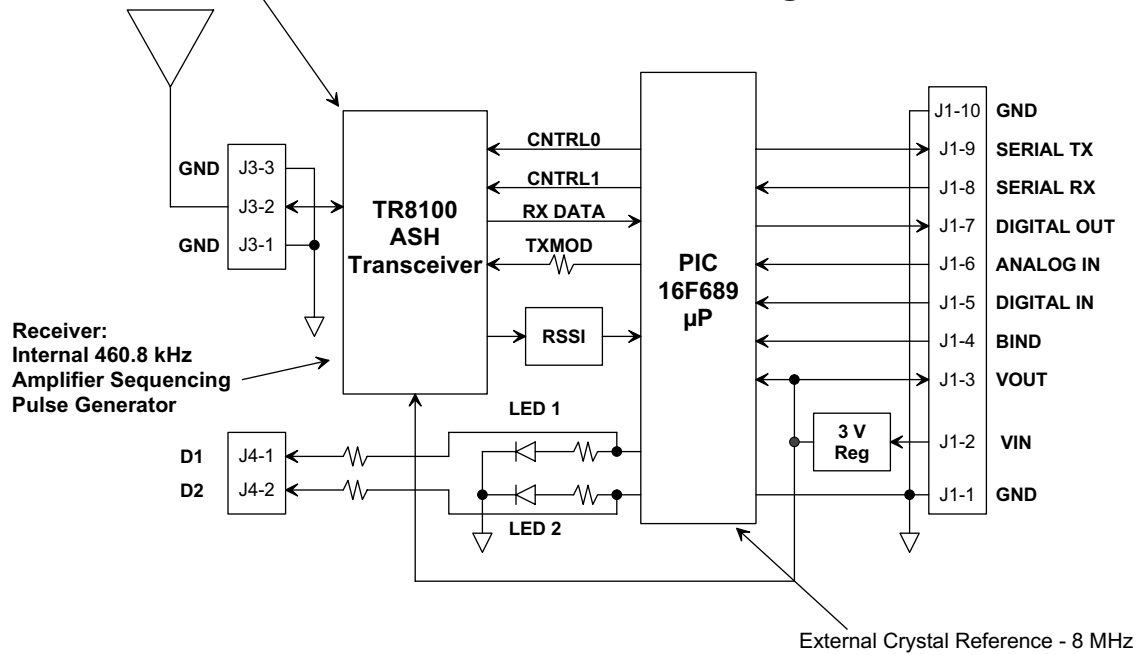 CNTRL0
CNTRL1
RX DATA
TXMOD
GND
J3-3
J3-2
GND
J3-1
TR8100
ASH
Transceiver
RSSI
PIC
16F689
µP
J1-10 GND
J1-9 SERIAL TX
J1-8 SERIAL RX
J1-7 DIGITAL OUT
J1-6 ANALOG IN
J1-5 DIGITAL IN
J1-4 BIND
J1-3 VOUT
3 V
Reg
J1-2 VIN
J1-1 GND
Receiver:
Internal 460.8 kHz
Amplifier Sequencing
Pulse Generator
LED 1
D1 J4-1
D2 J4-2
LED 2
External Crystal Reference - 8 MHz